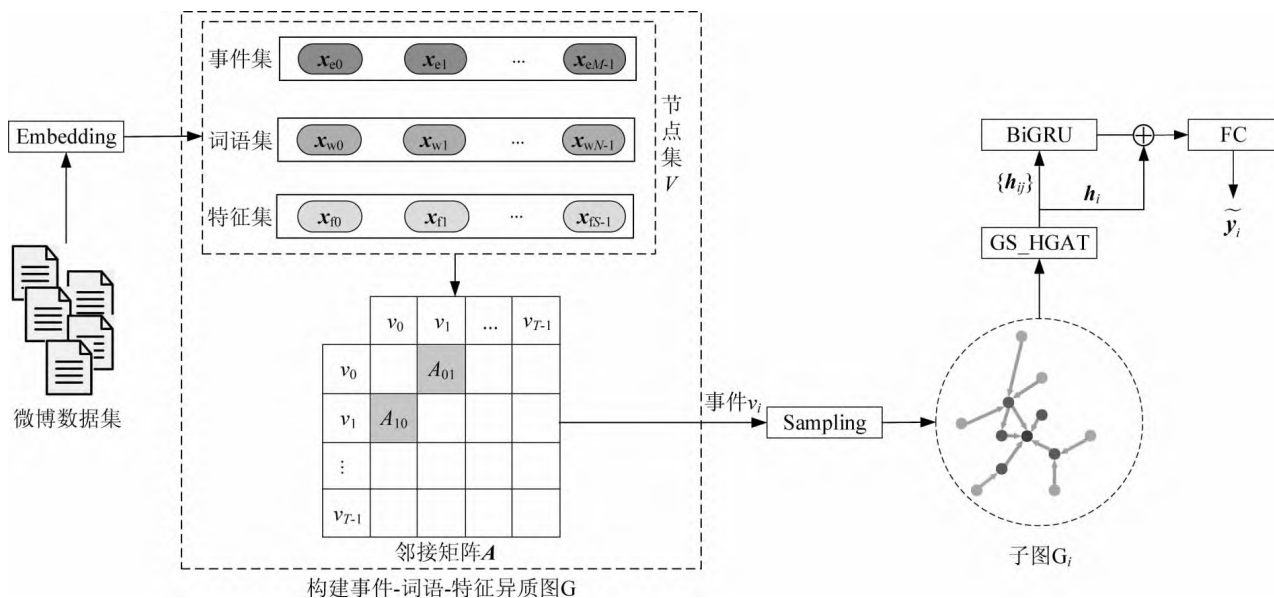 事件集 x_e0 x_e1 ... x_eM-1
词语集 x_w0 x_w1 ... x_wN-1
特征集 x_f0 x_f1 ... x_fS-1
节点集V
Embedding
微博数据集
v_0 v_1 ... v_T-1
v_0 A_01
v_1 A_10
⋮
v_T-1
邻接矩阵A
构建事件-词语-特征异质图G
事件v_i
Sampling
BiGRU
FC
{h_ij}
h_i
ỹ_i
GS_HGAT
子图G_i